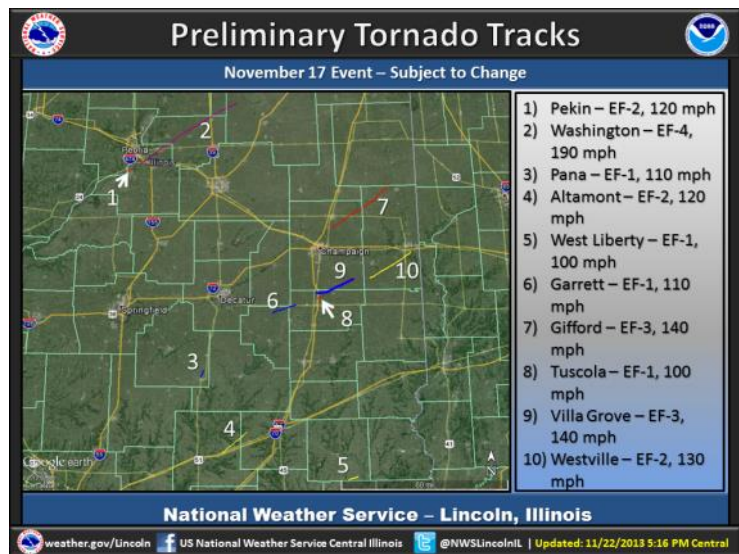 Preliminary Tornado Tracks
November 17 Event – Subject to Change
1) Pekin – EF-2, 120 mph
2) Washington – EF-4,
190 mph
3) Pana – EF-1, 110 mph
4) Altamont – EF-2, 120
mph
5) West Liberty – EF-1,
100 mph
6) Garrett – EF-1, 110
mph
7) Gifford – EF-3, 140
mph
8) Tuscola – EF-1, 100
mph
9) Villa Grove – EF-3,
140 mph
10) Westville – EF-2, 130
mph
2
Peoria
Illinois
1
7
Champaign
9
10
6
Decatur
Springfield
8
3
4
5
N
Google earth
National Weather Service – Lincoln, Illinois
weather.gov/Lincoln US National Weather Service Central Illinois @NWSLincolnIL | Updated: 11/22/2013 5:16 PM Central